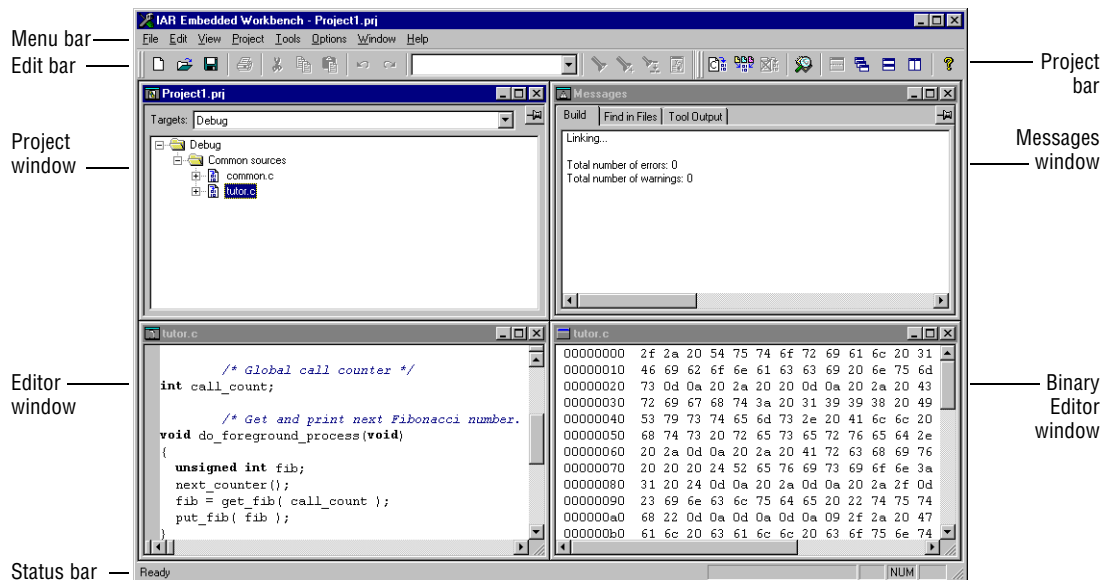 IAR Embedded Workbench - Project1.prj
Menu bar
File Edit View Project Tools Options Window Help
Edit bar
Project
bar
Project1.prj
Messages
Targets: Debug
Build Find in Files Tool Output
Project
window
Debug
Common sources
common.c
tutor.c
Linking...
Total number of errors: 0
Total number of warnings: 0
Messages
window
tutor.c
/* Global call counter */
int call_count;
/* Get and print next Fibonacci number.
void do_foreground_process(void)
{
unsigned int fib;
next_counter();
fib = get_fib( call_count );
put_fib( fib );
}
Editor
window
tutor.c
00000000 2f 2a 20 54 75 74 6f 72 69 61 6c 20 31
00000010 46 69 62 6f 6e 61 63 63 69 20 6e 75 6d
00000020 73 0d 0a 20 2a 20 20 0d 0a 20 2a 20 43
00000030 72 69 67 68 74 3a 20 31 39 39 38 20 49
00000040 53 79 73 74 65 6d 73 2e 20 41 6c 6c 20
00000050 68 74 73 20 72 65 73 65 72 76 65 64 2e
00000060 20 2a 0d 0a 20 2a 20 41 72 63 68 69 76
00000070 20 20 20 24 52 65 76 69 73 69 6f 6e 3a
00000080 31 20 24 0d 0a 20 2a 0d 0a 20 2a 2f 0d
00000090 23 69 6e 63 6c 75 64 65 20 22 74 75 74
000000a0 68 22 0d 0a 0d 0a 0d 0a 09 2f 2a 20 47
000000b0 61 6c 20 63 61 6c 6c 20 63 6f 75 6e 74
Binary
Editor
window
Status bar
Ready
NUM